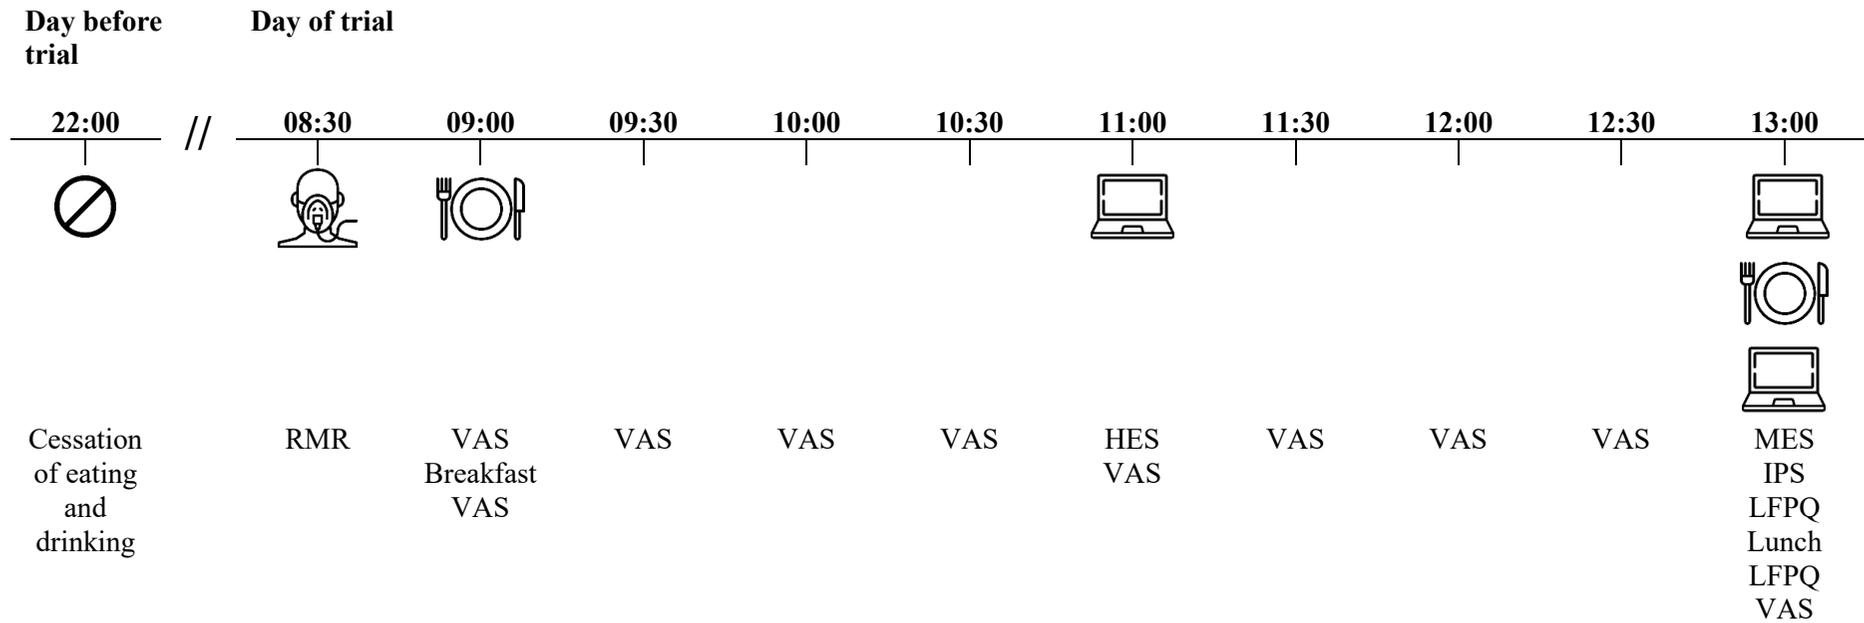 Day before
trial
Day of trial
22:00 // 08:30 09:00 09:30 10:00 10:30 11:00 11:30 12:00 12:30 13:00
Cessation
of eating
and
drinking
RMR
VAS
Breakfast
VAS
VAS
VAS
VAS
HES
VAS
VAS
VAS
VAS
MES
IPS
LFPQ
Lunch
LFPQ
VAS